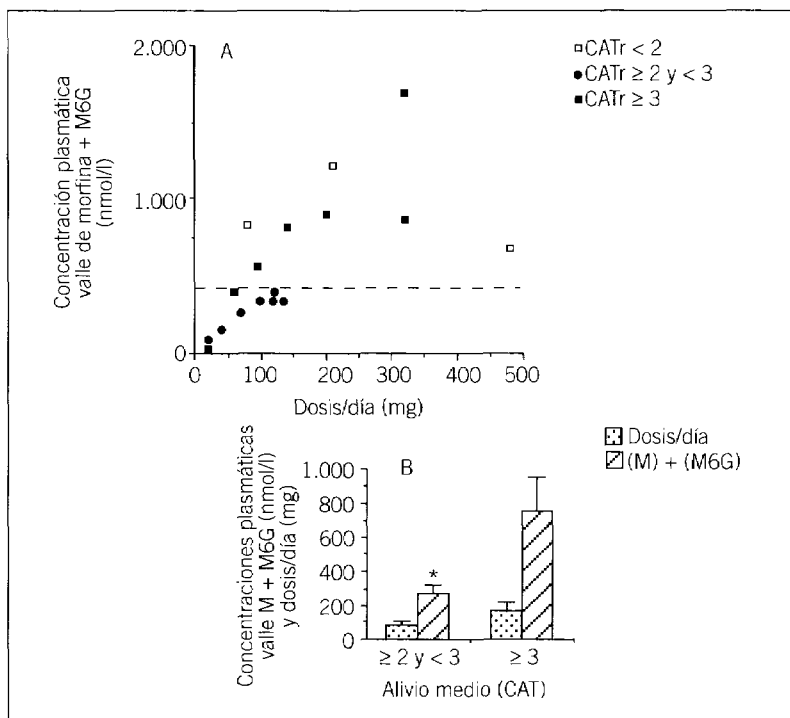 2.000
A
CATr < 2
CATr ≥ 2 y < 3
CATr ≥ 3
Concentración plasmática
valle de morfina + M6G
(nmol/l)
1.000
0
0
100
200
300
400
500
Dosis/día (mg)
Dosis/día
(M) + (M6G)
B
Concentraciones plasmáticas
valle M + M6G (nmol/l)
y dosis/día (mg)
1.000
800
600
400
200
0
*
≥ 2 y < 3
≥ 3
Alivio medio (CAT)